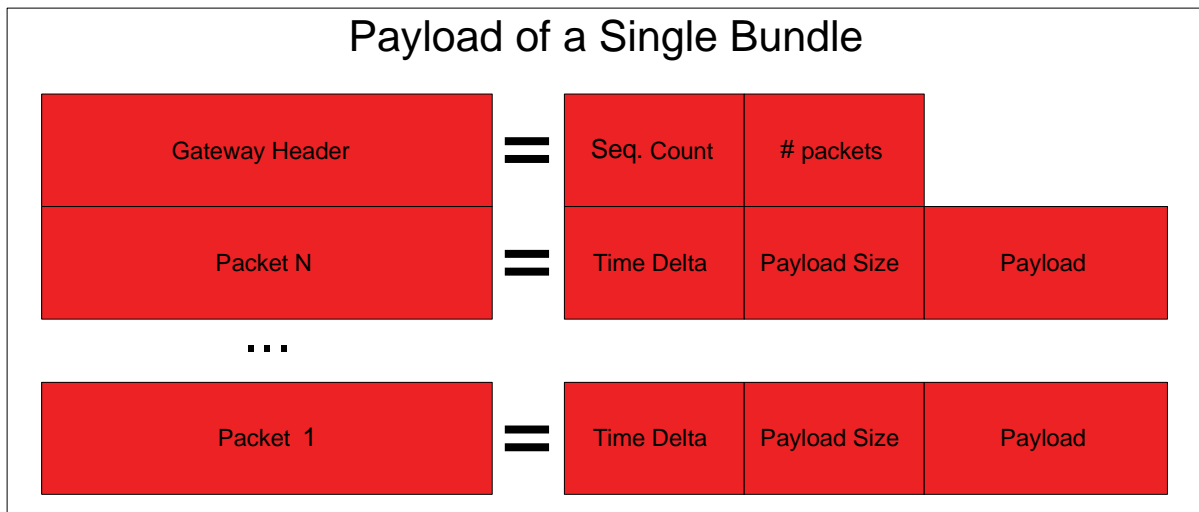 Payload of a Single Bundle
Gateway Header = Seq. Count # packets
Packet N = Time Delta Payload Size Payload
...
Packet 1 = Time Delta Payload Size Payload